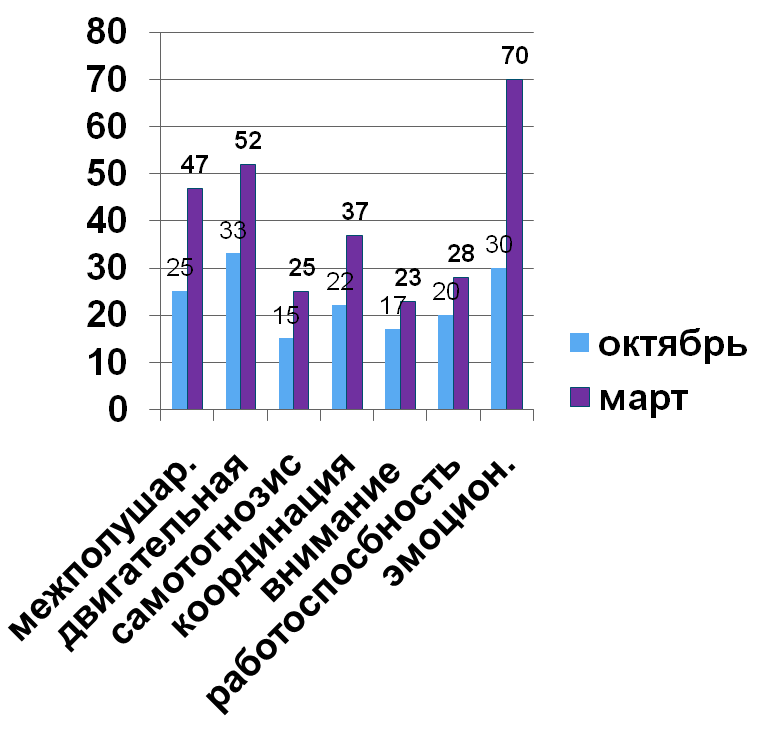 80
70
60
50
40
30
20
10
0
25
47
33
52
15
25
22
37
17
23
20
28
30
70
межполушар.
двигательная
самотогнозис
координация
внимание
работоспосбность
эмоцион.
октябрь
март